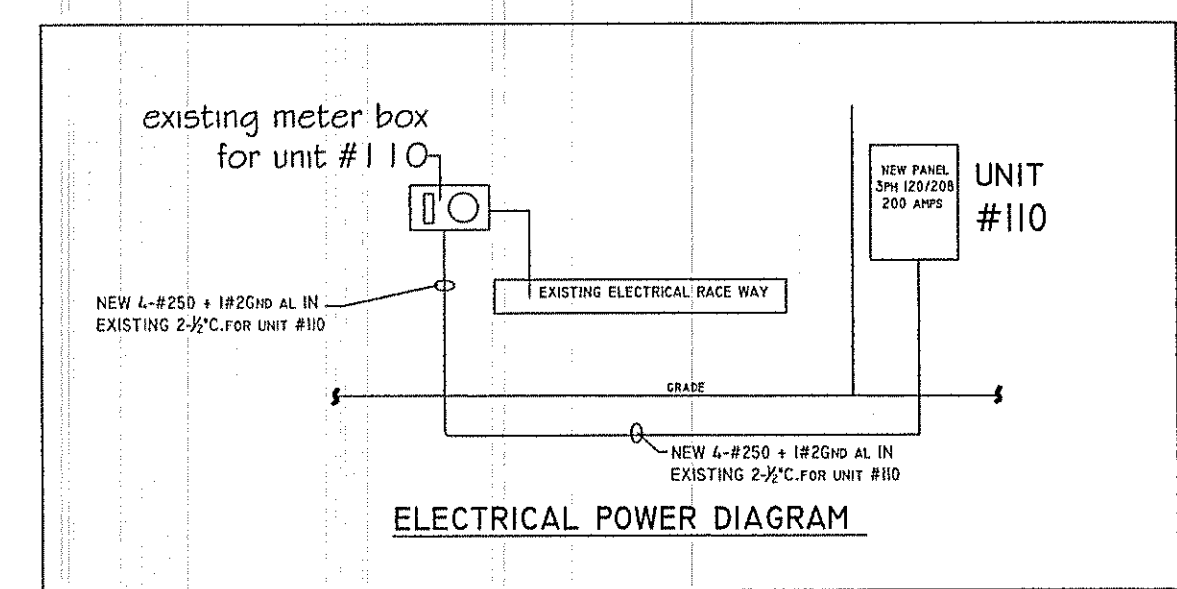 existing meter box
for unit #110
NEW PANEL
3PH 120/208
200 AMPS
UNIT
#110
EXISTING ELECTRICAL RACE WAY
NEW 4-#250 + 1#2GND AL IN
EXISTING 2-½"C.FOR UNIT #110
GRADE
NEW 4-#250 + 1#2GND AL IN
EXISTING 2-½"C.FOR UNIT #110
ELECTRICAL POWER DIAGRAM